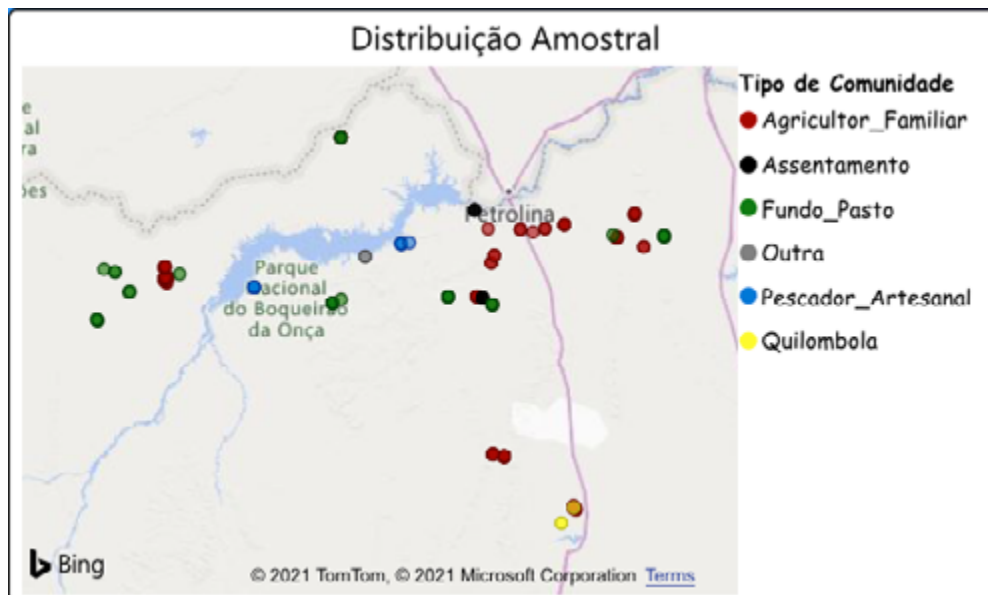 Distribuição Amostral
Tipo de Comunidade
Agricultor_Familiar
Assentamento
Fundo_Pasto
Outra
Pescador_Artesanal
Quilombola
Petrolina
Parque
Nacional
do Boqueirão
da Onça
Bing
© 2021 TomTom, © 2021 Microsoft Corporation Terms